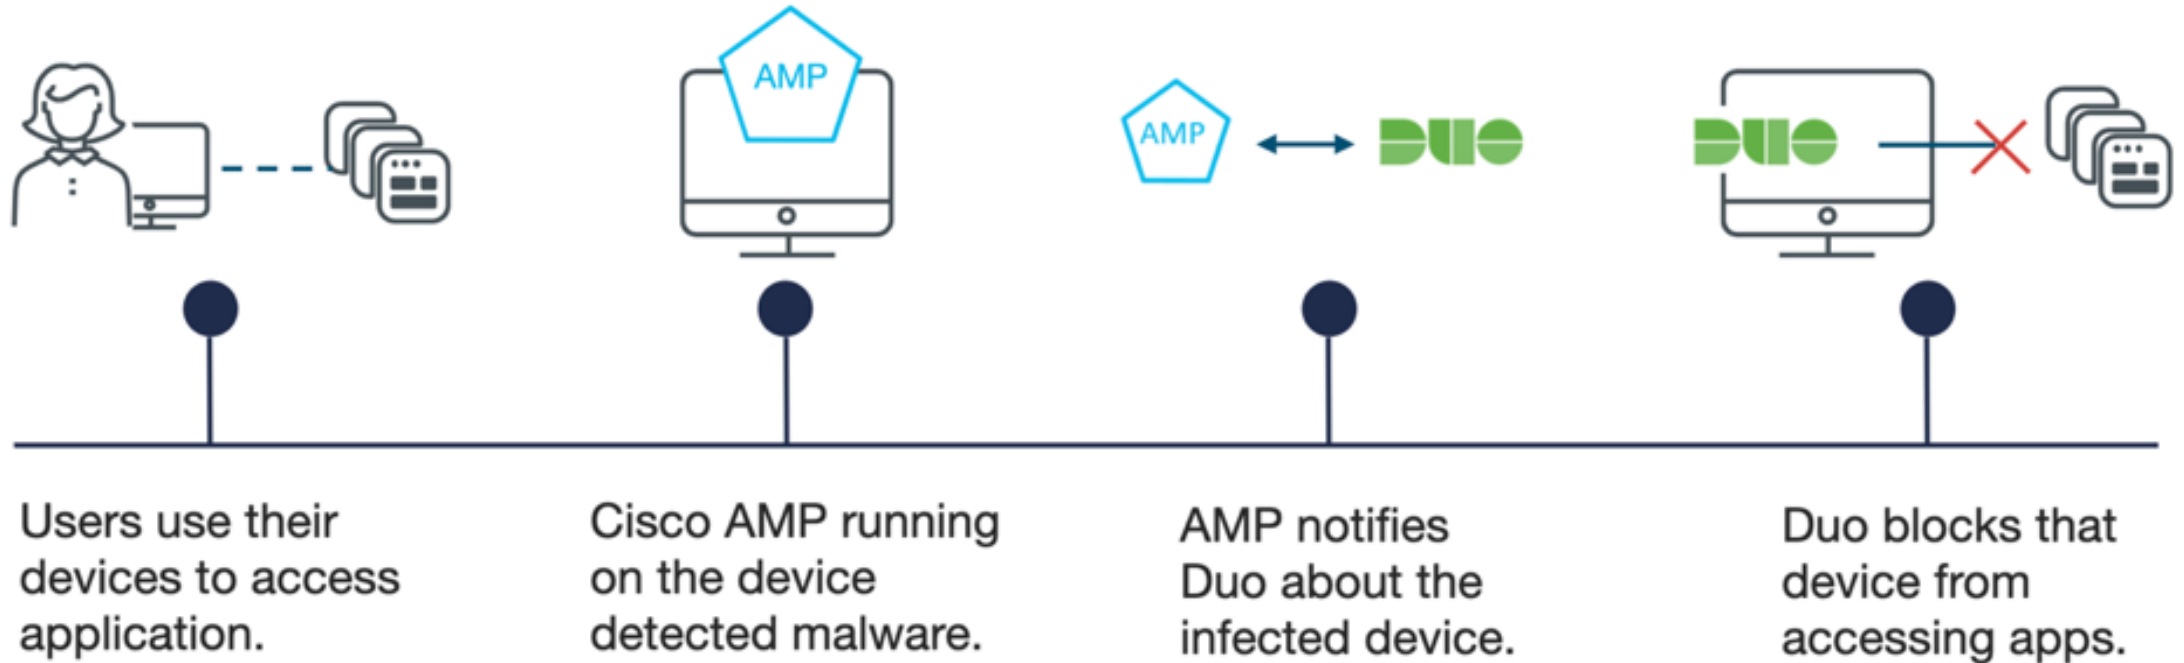 AMP
AMP
DUO
DUO
Users use their
devices to access
application.
Cisco AMP running
on the device
detected malware.
AMP notifies
Duo about the
infected device.
Duo blocks that
device from
accessing apps.